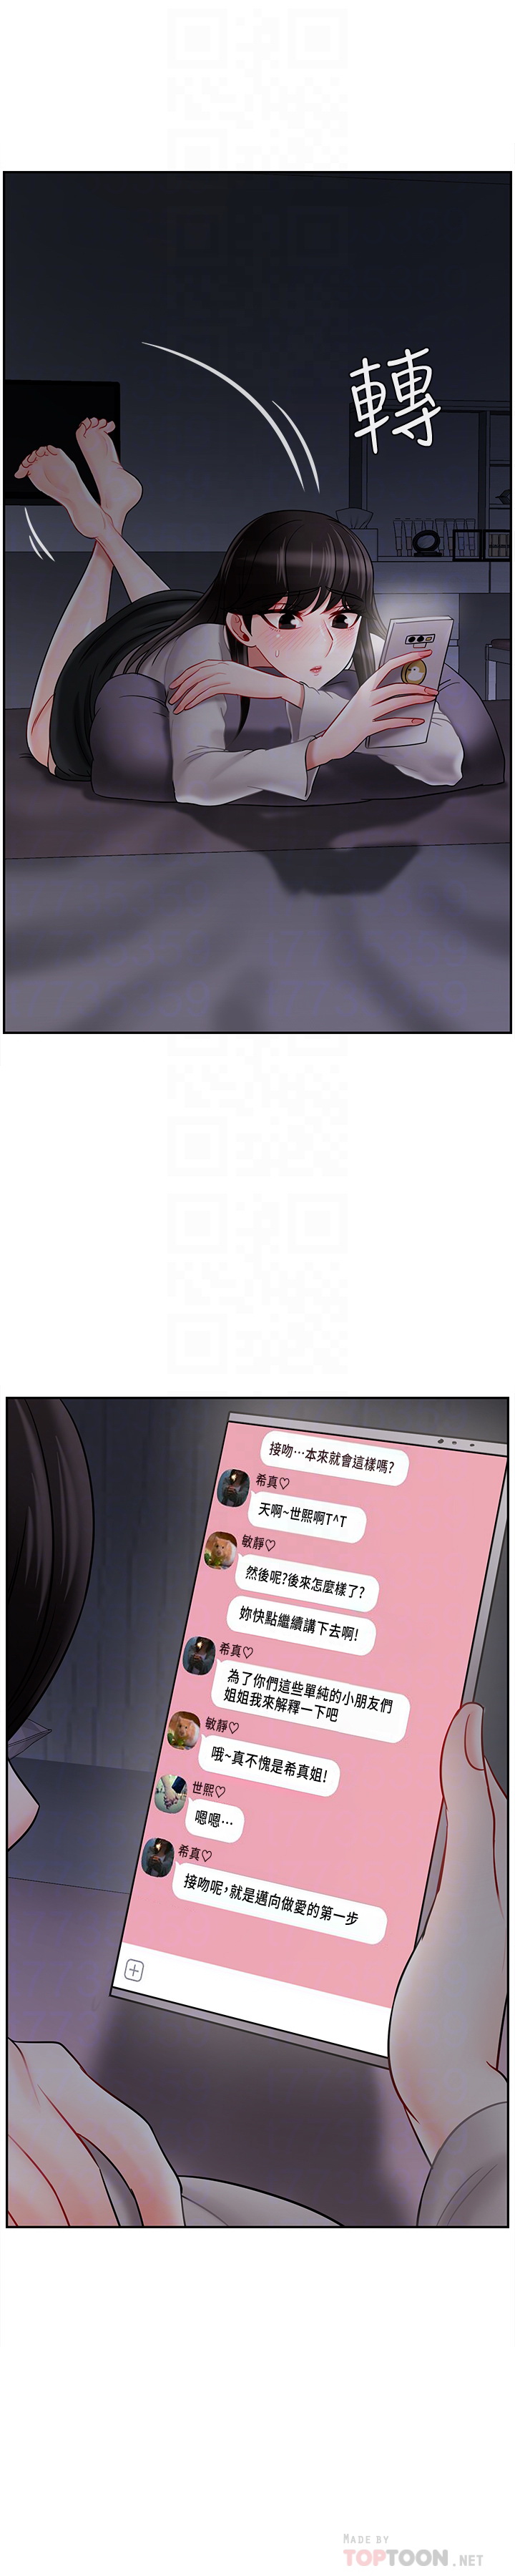 轉
接吻…本來就會這樣嗎?
希真♡
天啊~世熙啊T^T
敏靜♡
然後呢?後來怎麼樣了?
妳快點繼續講下去啊!
希真♡
為了你們這些單純的小朋友們
姐姐我來解釋一下吧
敏靜♡
哦~真不愧是希真姐!
世熙♡
嗯嗯…
希真♡
接吻呢,就是邁向做愛的第一步
MADE BY
TOPTOON.NET